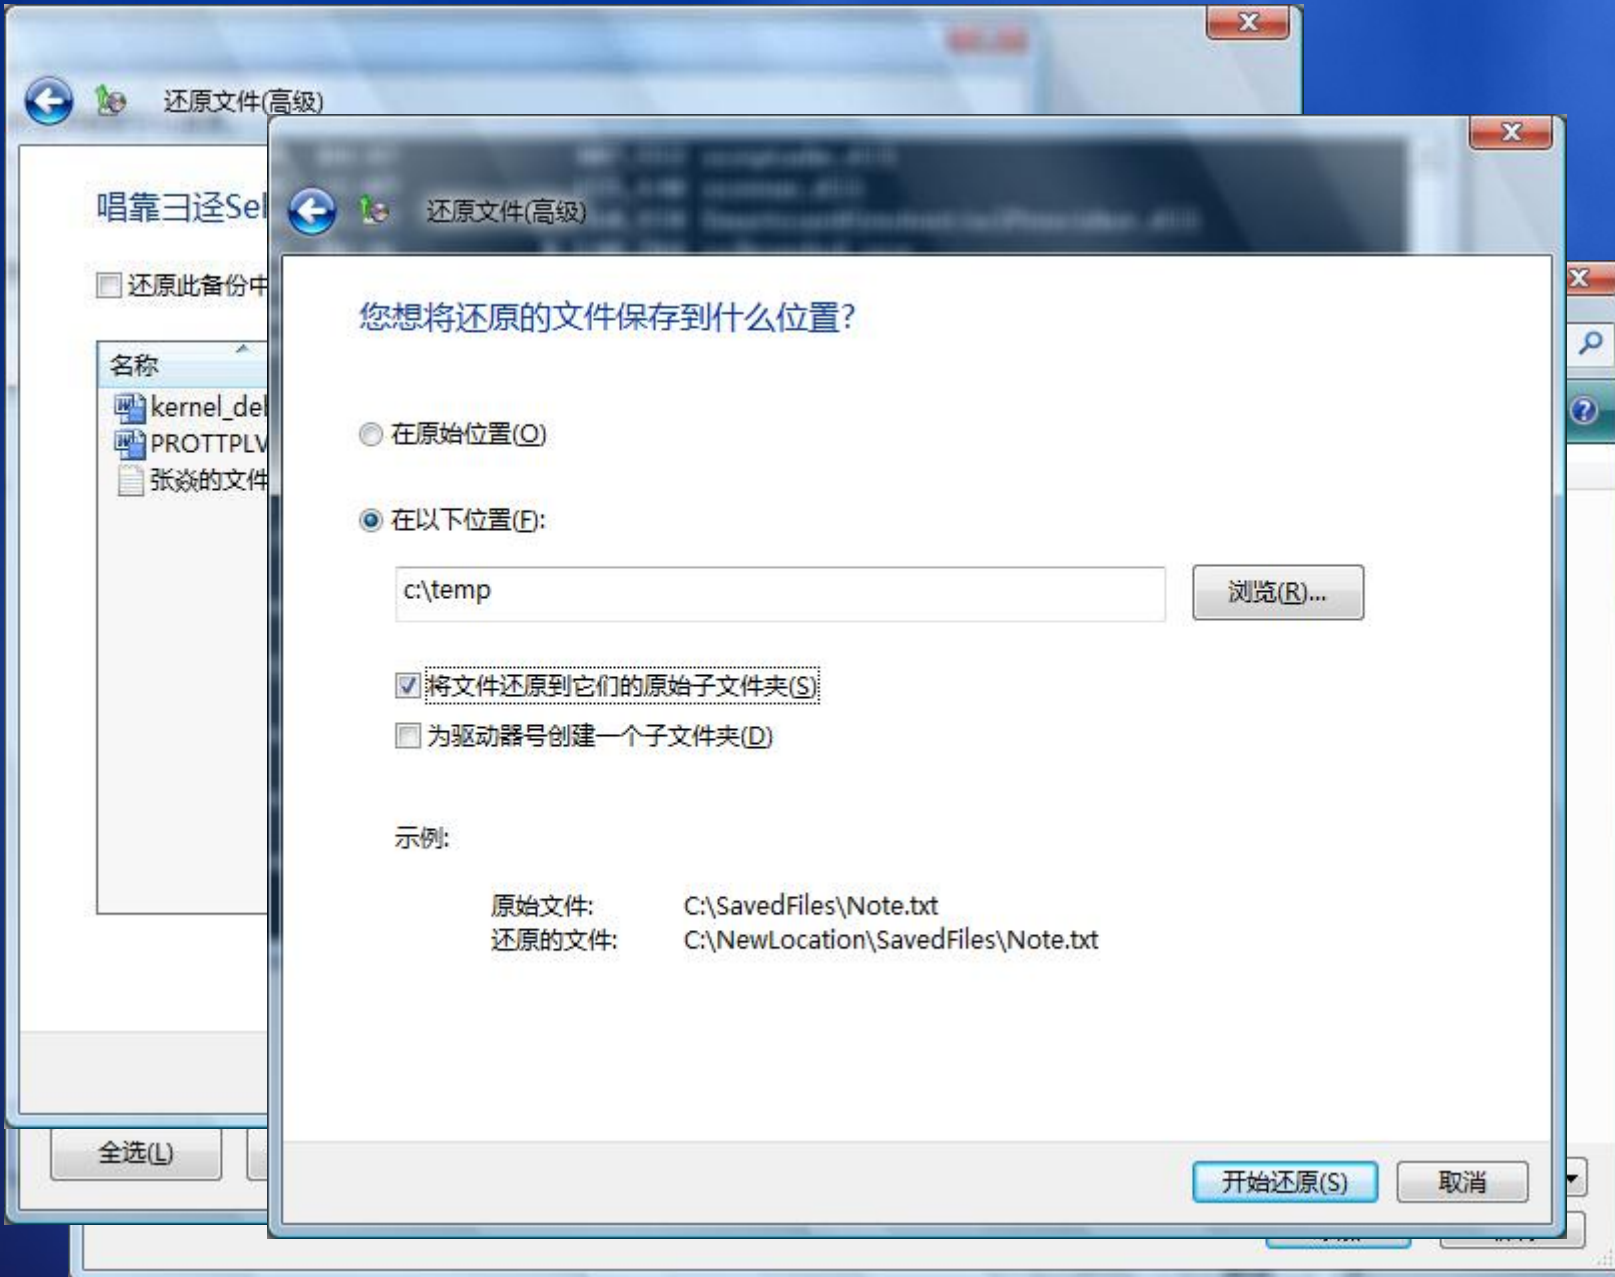 还原文件(高级)
唱靠彐迳Sel
还原此备份中
名称
kernel_del
PROTTPLV
张焱的文件
全选(L)
还原文件(高级)
您想将还原的文件保存到什么位置?
在原始位置(O)
在以下位置(F):
c:\temp
浏览(R)...
将文件还原到它们的原始子文件夹(S)
为驱动器号创建一个子文件夹(D)
示例:
原始文件: C:\SavedFiles\Note.txt
还原的文件: C:\NewLocation\SavedFiles\Note.txt
开始还原(S)
取消